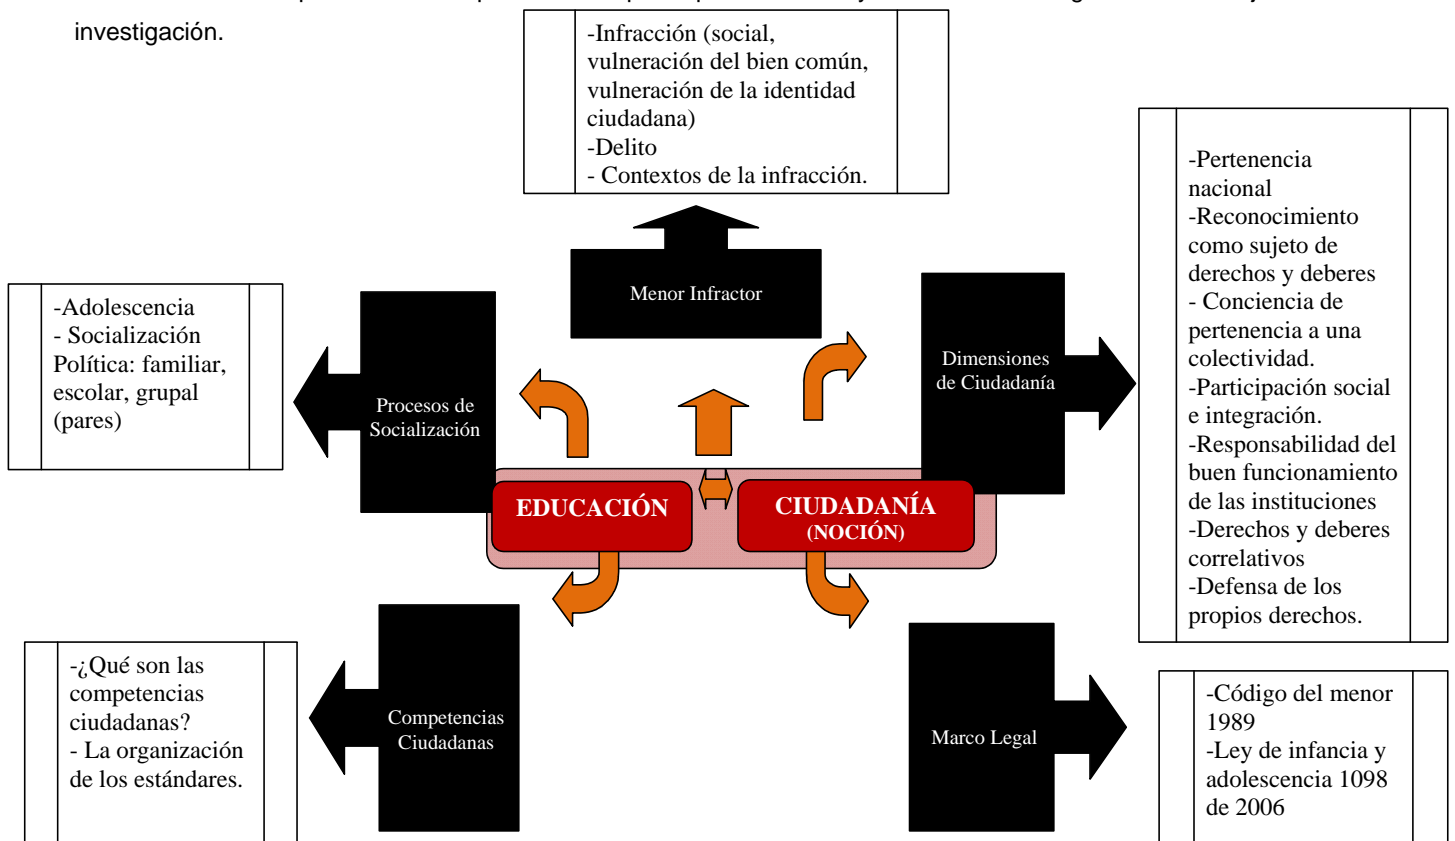 investigación.
-Infracción (social,
vulneración del bien común,
vulneración de la identidad
ciudadana)
-Delito
- Contextos de la infracción.
Menor Infractor
-Adolescencia
- Socialización
Política: familiar,
escolar, grupal
(pares)
Procesos de
Socialización
Dimensiones
de Ciudadanía
-Pertenencia
nacional
-Reconocimiento
como sujeto de
derechos y deberes
- Conciencia de
pertenencia a una
colectividad.
-Participación social
e integración.
-Responsabilidad del
buen funcionamiento
de las instituciones
-Derechos y deberes
correlativos
-Defensa de los
propios derechos.
EDUCACIÓN
CIUDADANÍA
(NOCIÓN)
-¿Qué son las
competencias
ciudadanas?
- La organización
de los estándares.
Competencias
Ciudadanas
Marco Legal
-Código del menor
1989
-Ley de infancia y
adolescencia 1098
de 2006